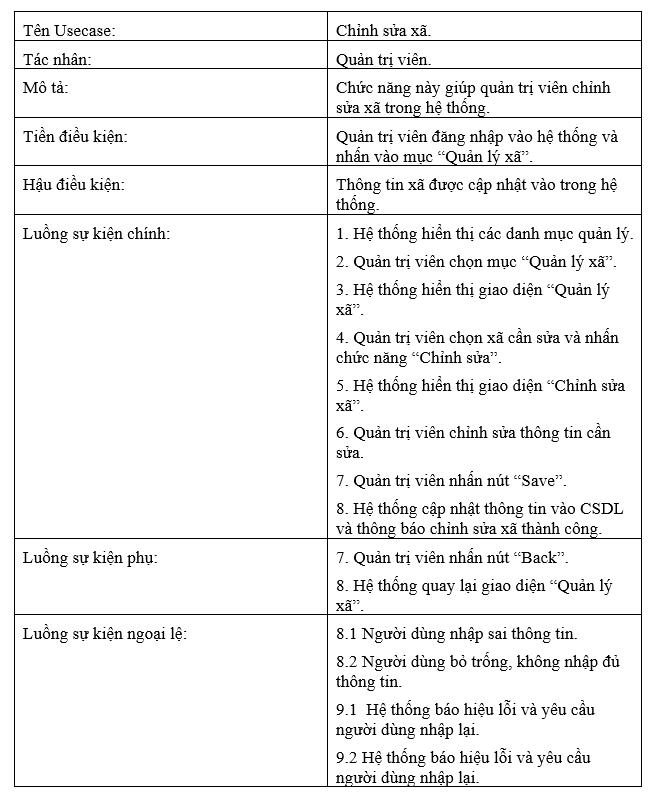 Tên Usecase:
Chỉnh sửa xã.
Tác nhân:
Quản trị viên.
Mô tả:
Chức năng này giúp quản trị viên chỉnh
sửa xã trong hệ thống.
Tiền điều kiện:
Quản trị viên đăng nhập vào hệ thống và
nhấn vào mục “Quản lý xã”.
Hậu điều kiện:
Thông tin xã được cập nhật vào trong hệ
thống.
Luồng sự kiện chính:
1. Hệ thống hiển thị các danh mục quản lý.
2. Quản trị viên chọn mục “Quản lý xã”.
3. Hệ thống hiển thị giao diện “Quản lý
xã”.
4. Quản trị viên chọn xã cần sửa và nhấn
chức năng “Chỉnh sửa”.
5. Hệ thống hiển thị giao diện “Chỉnh sửa
xã”.
6. Quản trị viên chỉnh sửa thông tin cần
sửa.
7. Quản trị viên nhấn nút “Save”.
8. Hệ thống cập nhật thông tin vào CSDL
và thông báo chỉnh sửa xã thành công.
Luồng sự kiện phụ:
7. Quản trị viên nhấn nút “Back”.
8. Hệ thống quay lại giao diện “Quản lý
xã”.
Luồng sự kiện ngoại lệ:
8.1 Người dùng nhập sai thông tin.
8.2 Người dùng bỏ trống, không nhập đủ
thông tin.
9.1 Hệ thống báo hiệu lỗi và yêu cầu
người dùng nhập lại.
9.2 Hệ thống báo hiệu lỗi và yêu cầu
người dùng nhập lại.